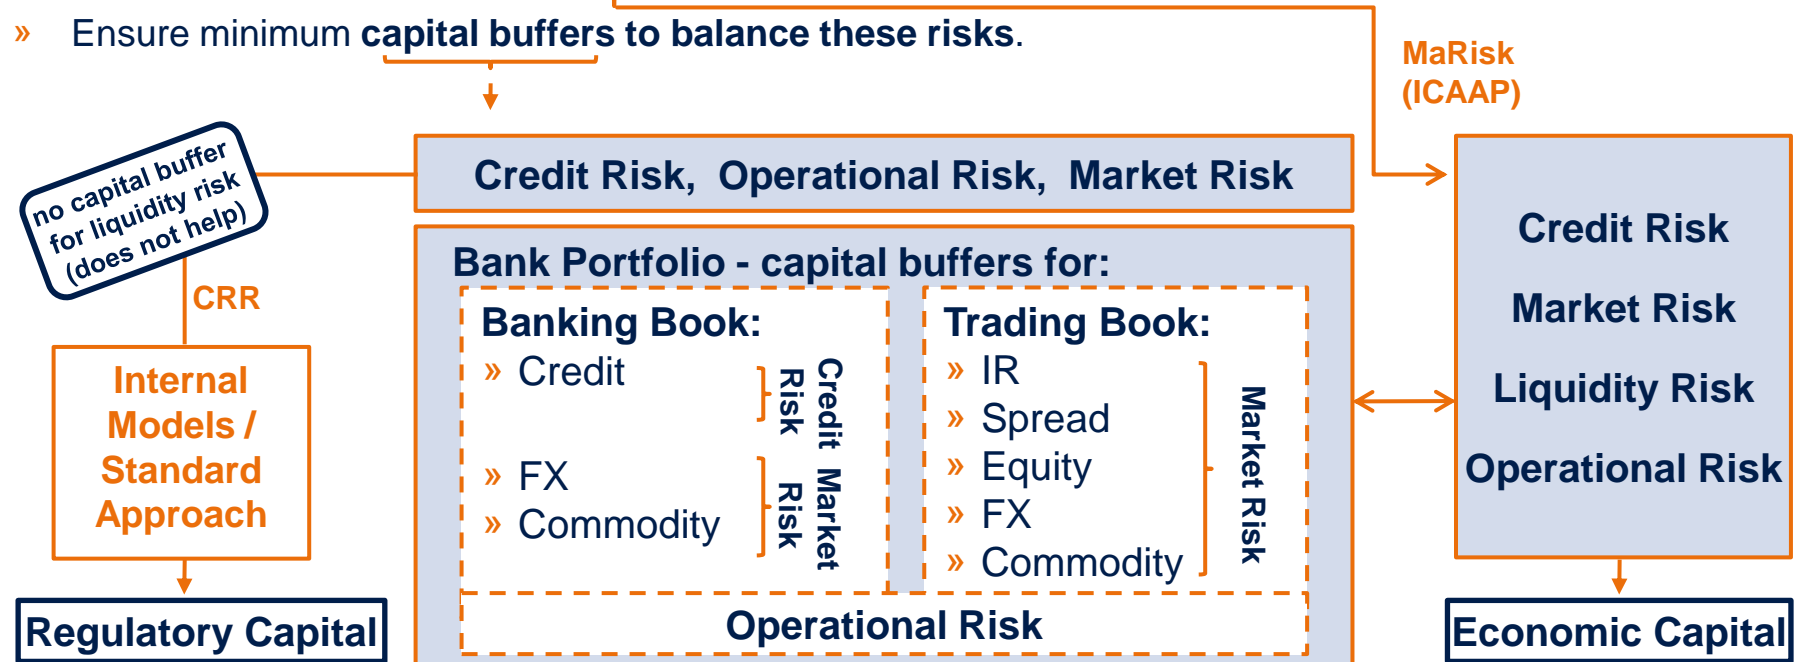 » Ensure minimum capital buffers to balance these risks.
MaRisk
(ICAAP)
no capital buffer
for liquidity risk
(does not help)
Credit Risk, Operational Risk, Market Risk
CRR
Internal
Models /
Standard
Approach
Regulatory Capital
Bank Portfolio - capital buffers for:
Banking Book:
» Credit
Credit
Risk
» FX
» Commodity
Market
Risk
Trading Book:
» IR
» Spread
» Equity
» FX
» Commodity
Market Risk
Operational Risk
Credit Risk
Market Risk
Liquidity Risk
Operational Risk
Economic Capital